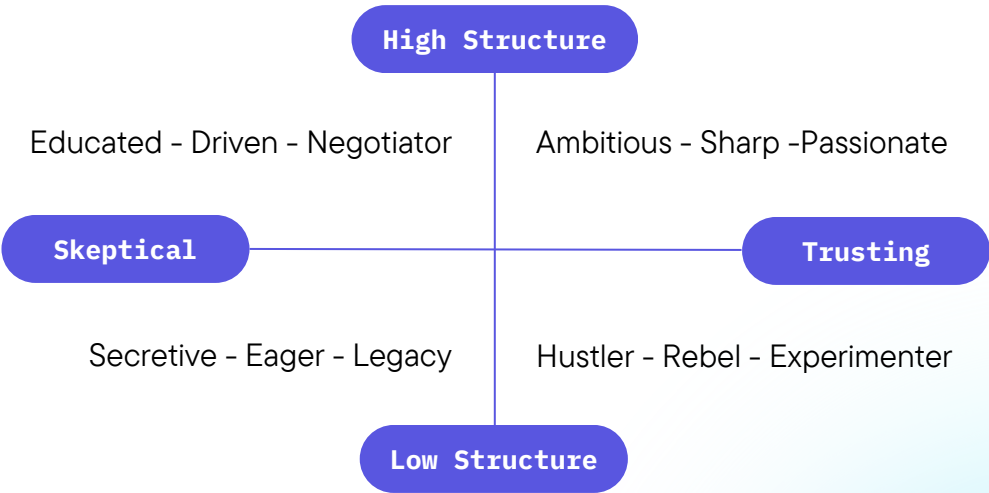 High Structure
Educated - Driven - Negotiator
Ambitious - Sharp -Passionate
Skeptical
Trusting
Secretive - Eager - Legacy
Hustler - Rebel - Experimenter
Low Structure